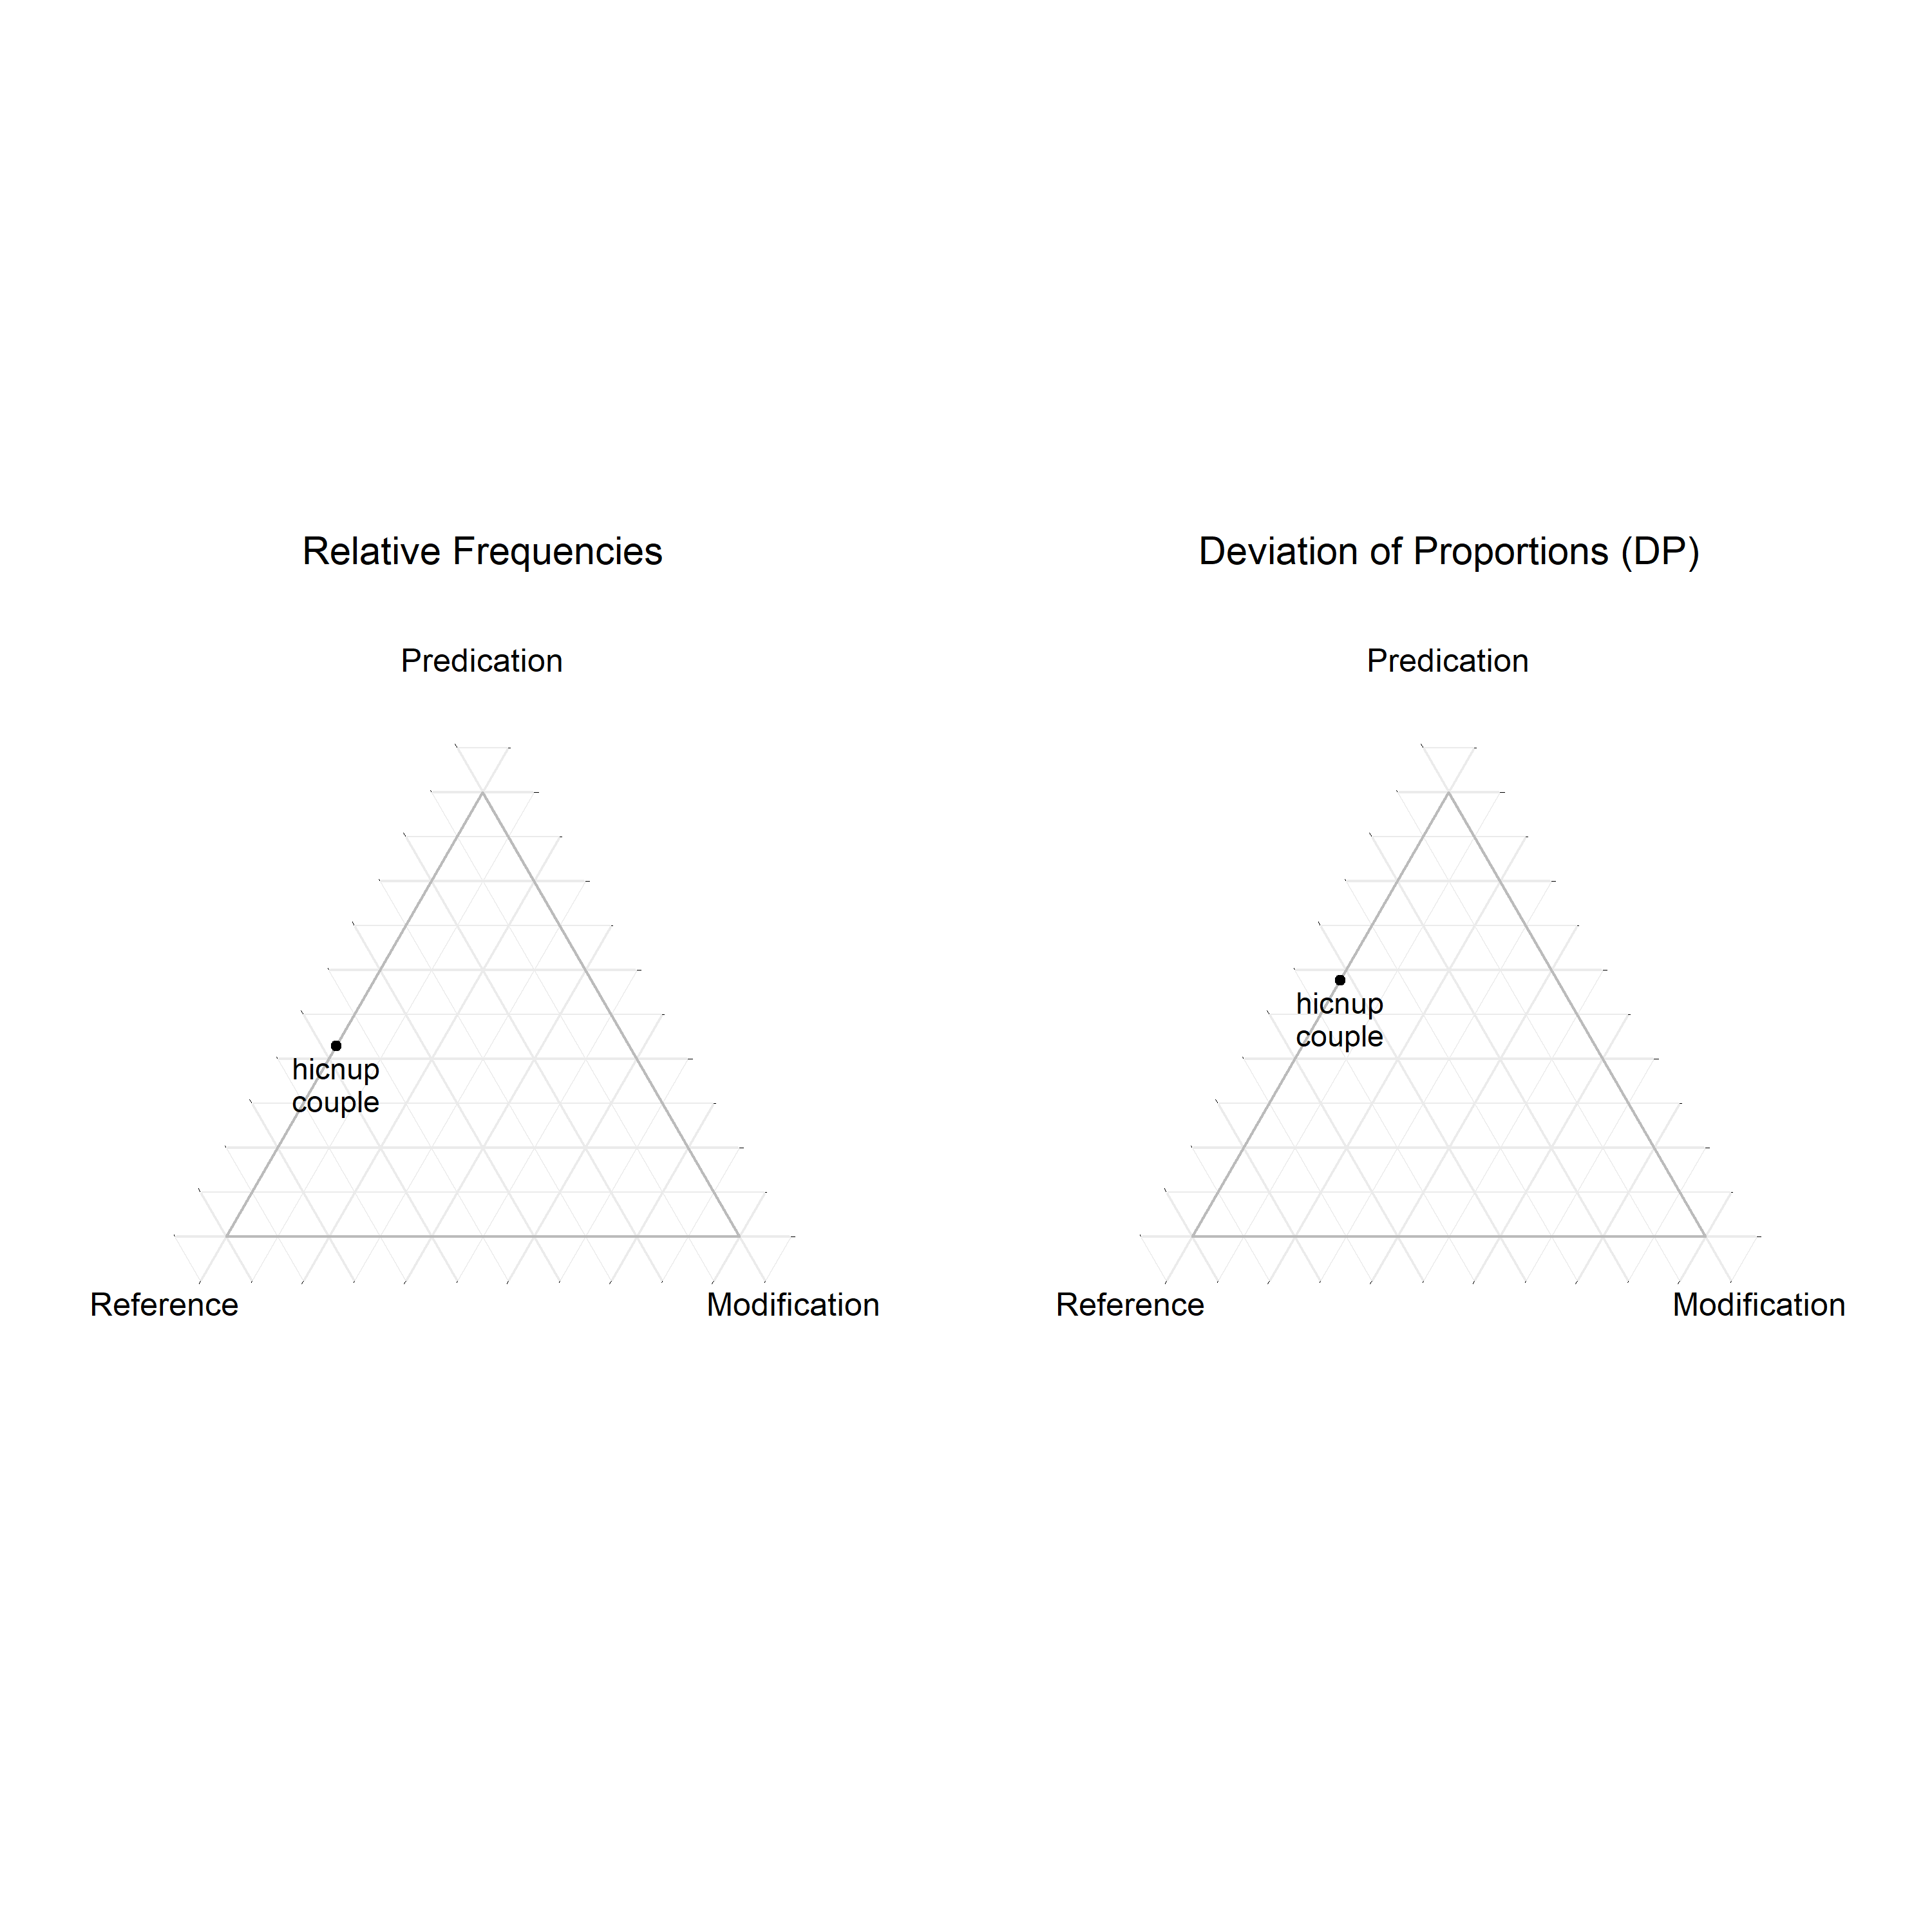 Relative Frequencies
Predication
hicnup
couple
Reference
Modification
Deviation of Proportions (DP)
Predication
hicnup
couple
Reference
Modification